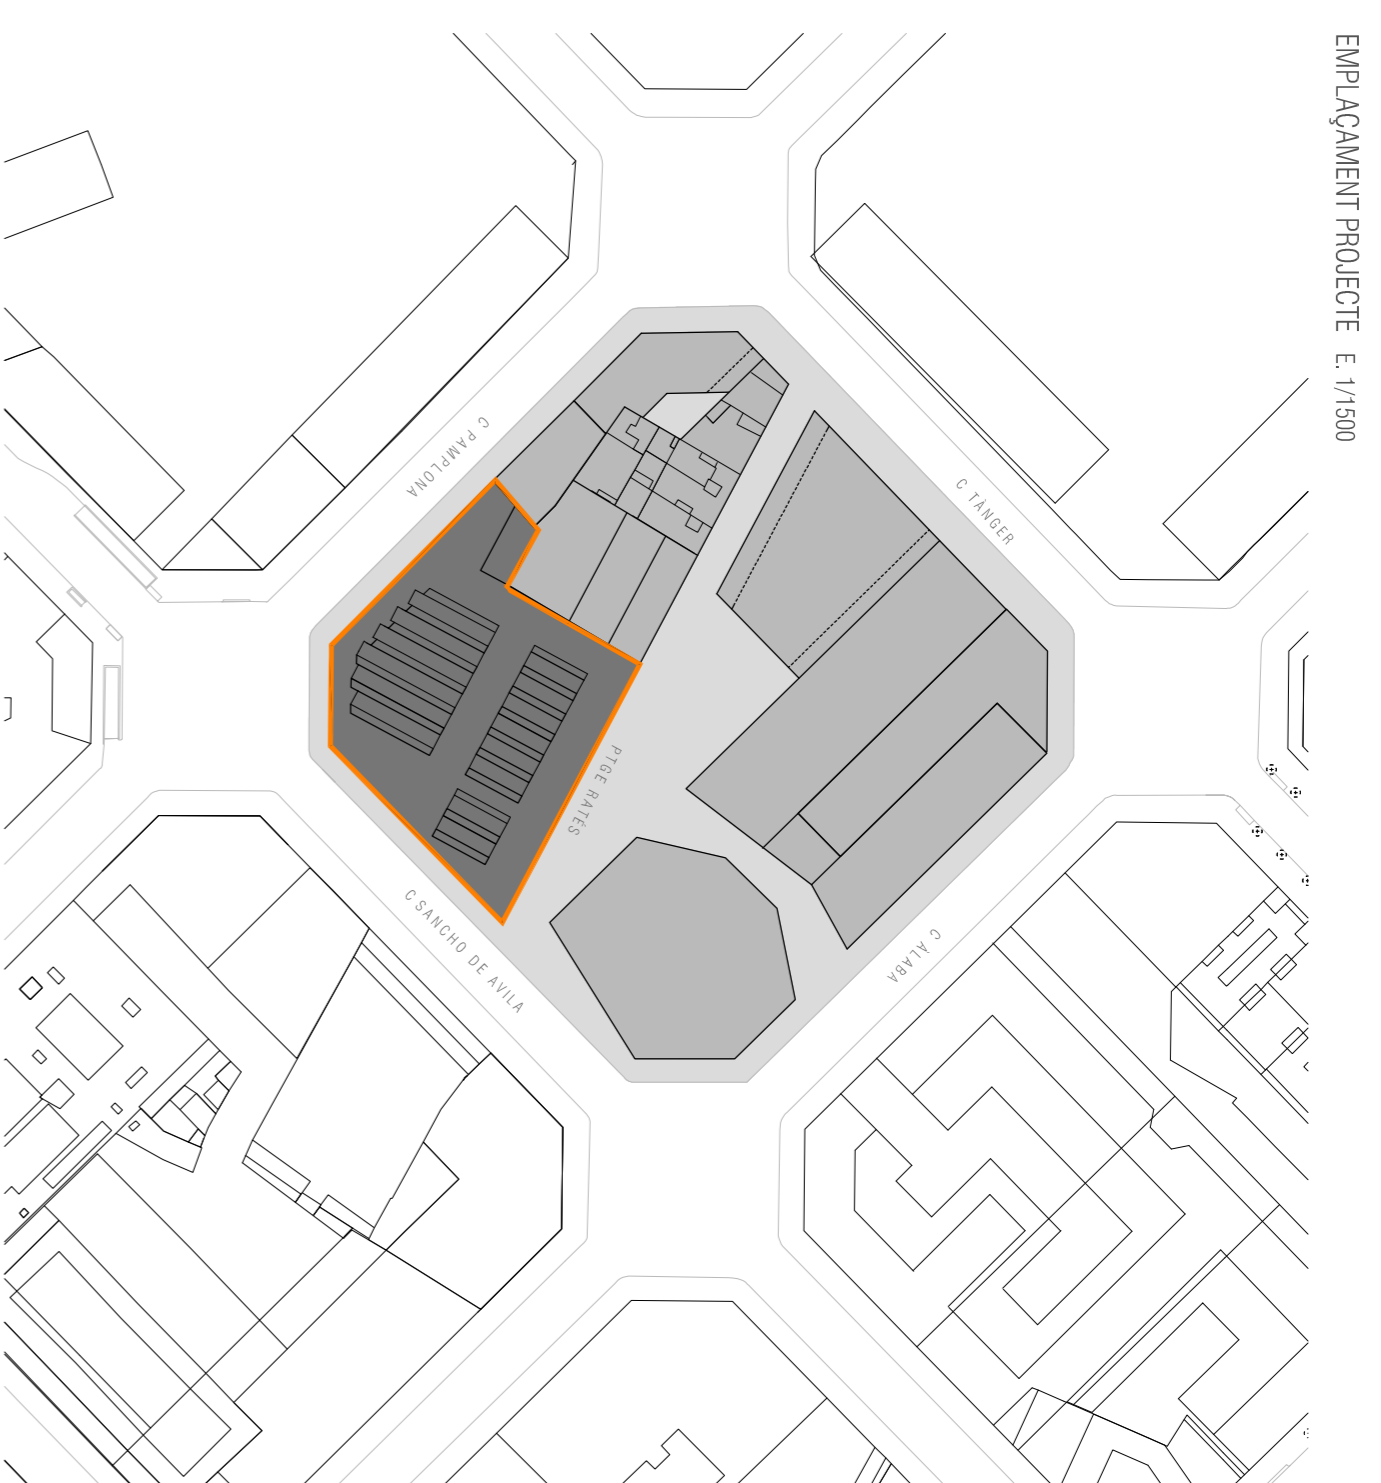 EMPLAÇAMENT PROJECTE E. 1/1500
C PAMPLONA
C TÀNGER
PTGE RATÉS
C SANCHO DE AVILA
C ÀLABA